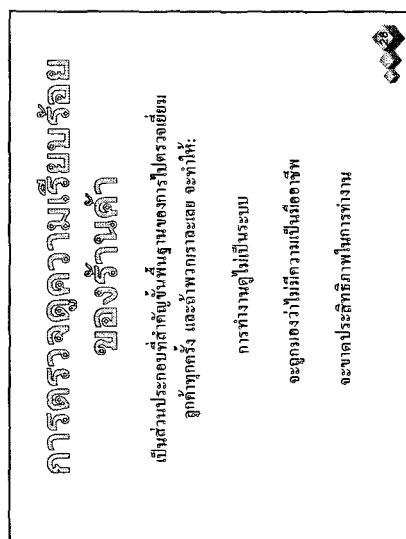 การตรวจดูความเรียบร้อย
ของร้านค้า
เป็นส่วนประกอบที่สำคัญขั้นพื้นฐานของการไปตรวจเยี่ยม
ลูกค้าทุกครั้ง และถ้าพวกเราละเลย จะทำให้:
การทำงานดูไม่เป็นระบบ
จะถูกมองว่าไม่มีความเป็นมืออาชีพ
จะขาดประสิทธิภาพในการทำงาน
28